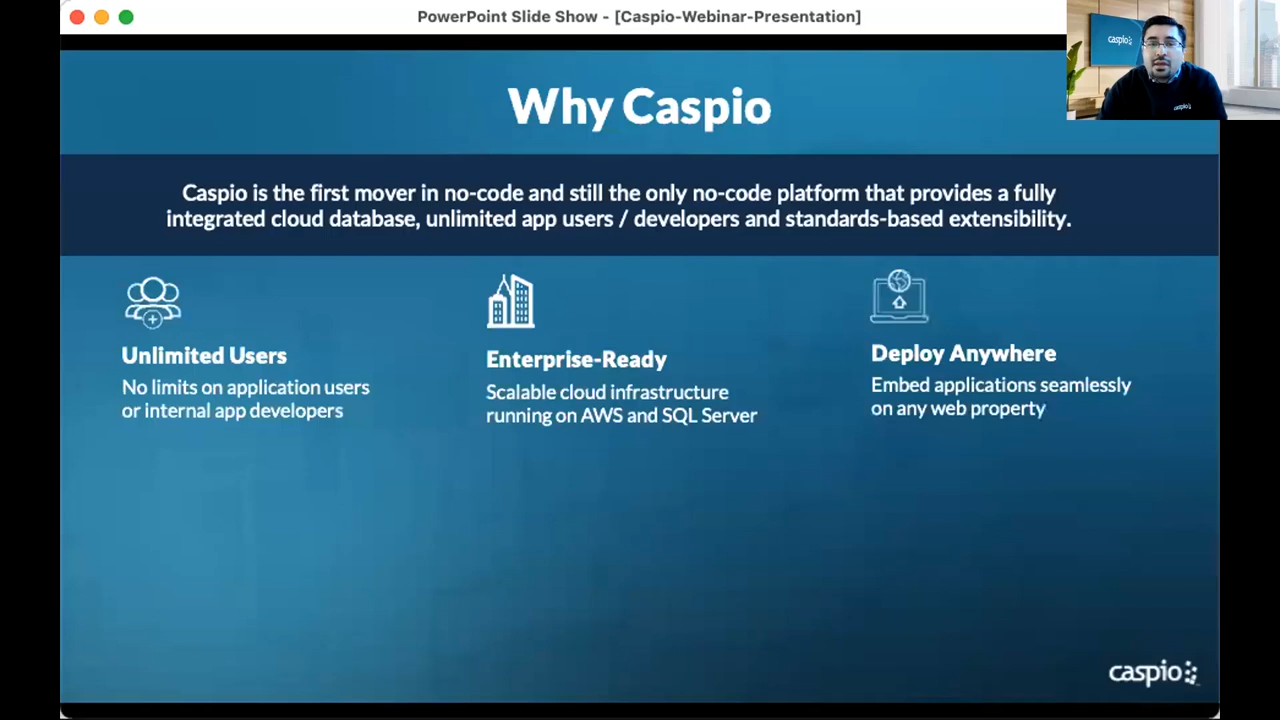 PowerPoint Slide Show - [Caspio-Webinar-Presentation]
caspio
caspio
Why Caspio
Caspio is the first mover in no-code and still the only no-code platform that provides a fully
integrated cloud database, unlimited app users / developers and standards-based extensibility.
Unlimited Users
No limits on application users
or internal app developers
Enterprise-Ready
Scalable cloud infrastructure
running on AWS and SQL Server
Deploy Anywhere
Embed applications seamlessly
on any web property
caspio